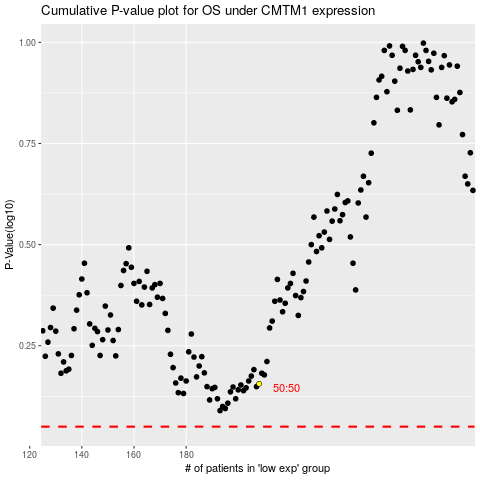 Cumulative P-value plot for OS under CMTM1 expression
1.00
0.75
0.50
0.25
P-Value(log10)
50:50
120 140 160 180
# of patients in 'low exp' group